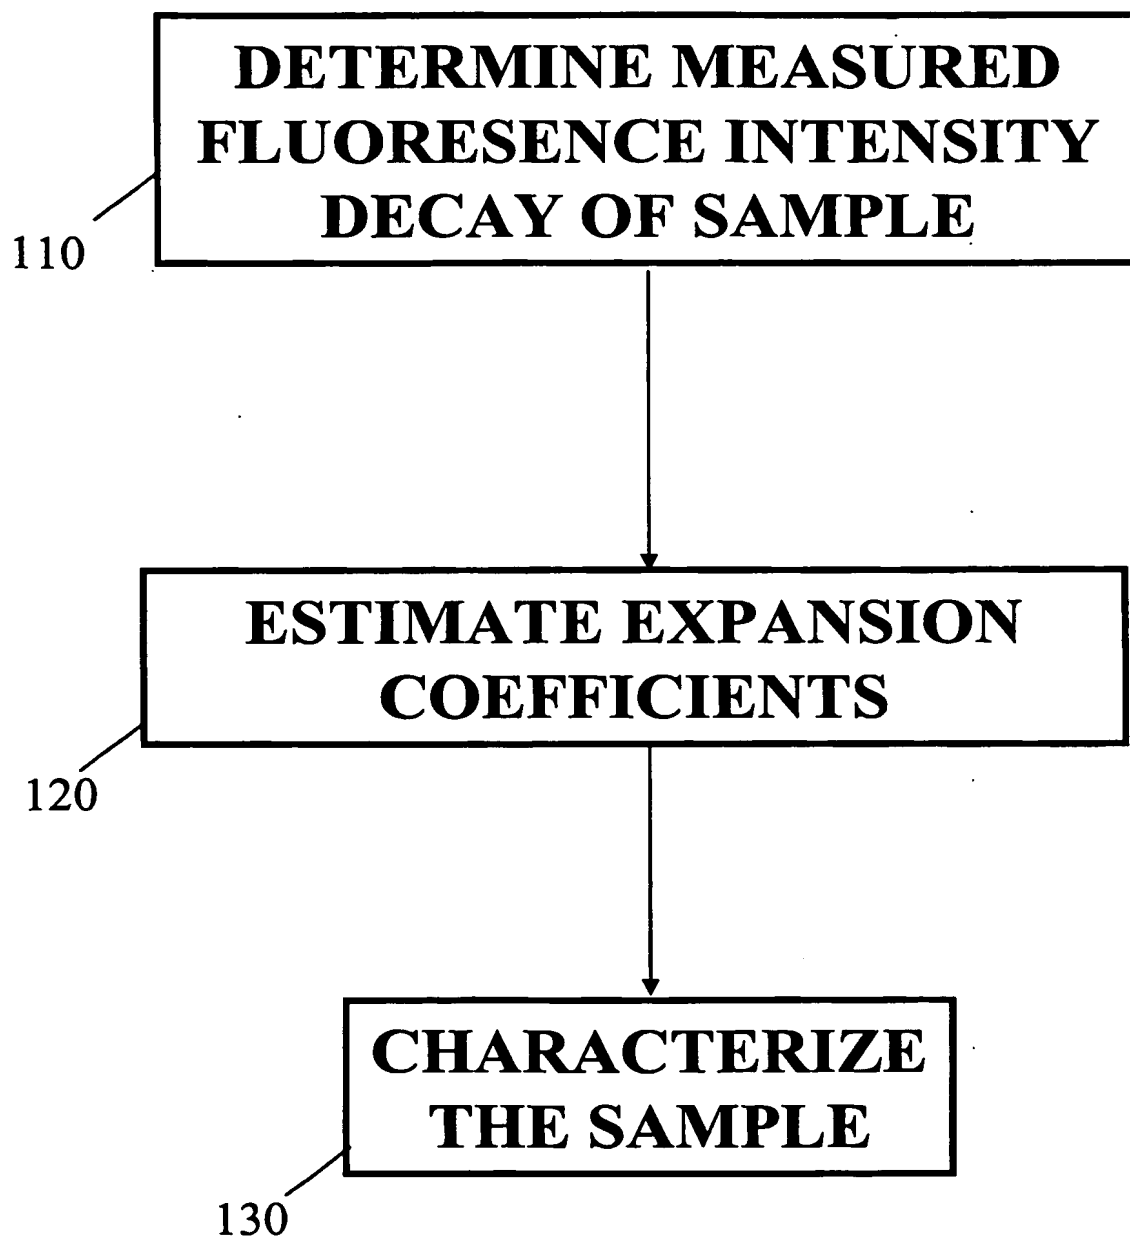 DETERMINE MEASURED
FLUORESENCE INTENSITY
DECAY OF SAMPLE
110
ESTIMATE EXPANSION
COEFFICIENTS
120
CHARACTERIZE
THE SAMPLE
130